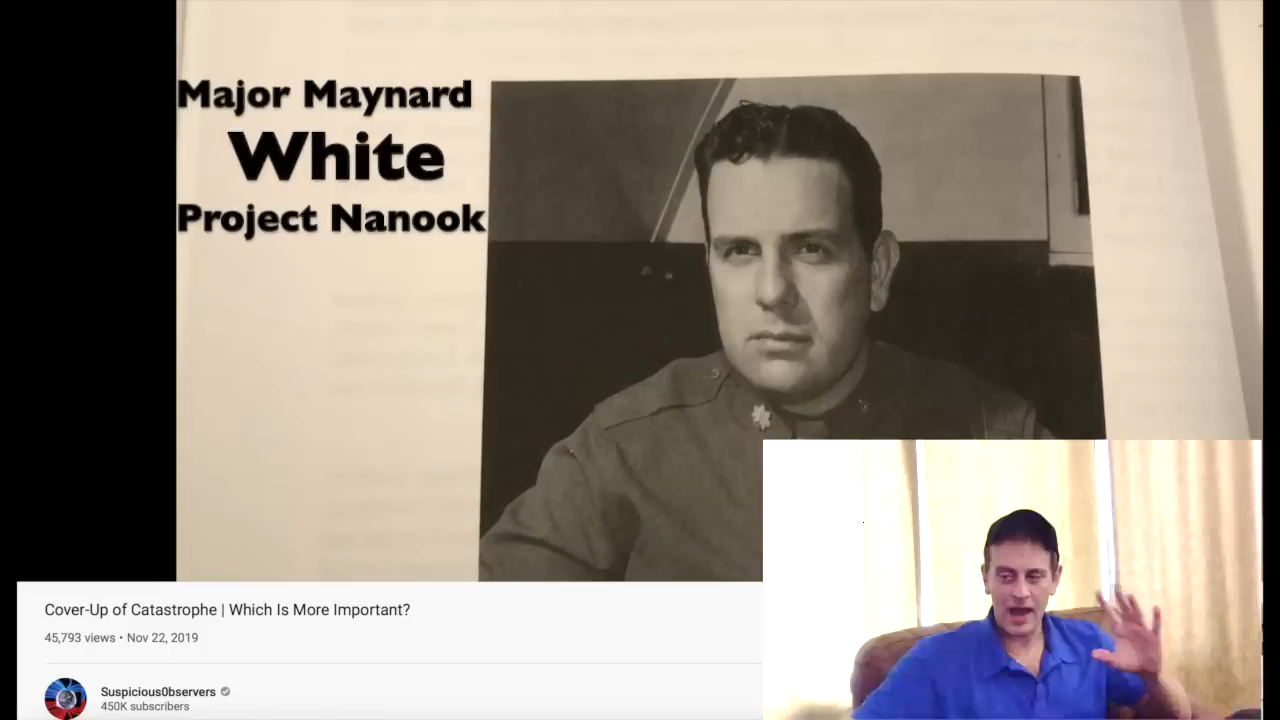 Major Maynard
White
Project Nanook
Cover-Up of Catastrophe | Which Is More Important?
45,793 views • Nov 22, 2019
Suspicious0bservers
450K subscribers